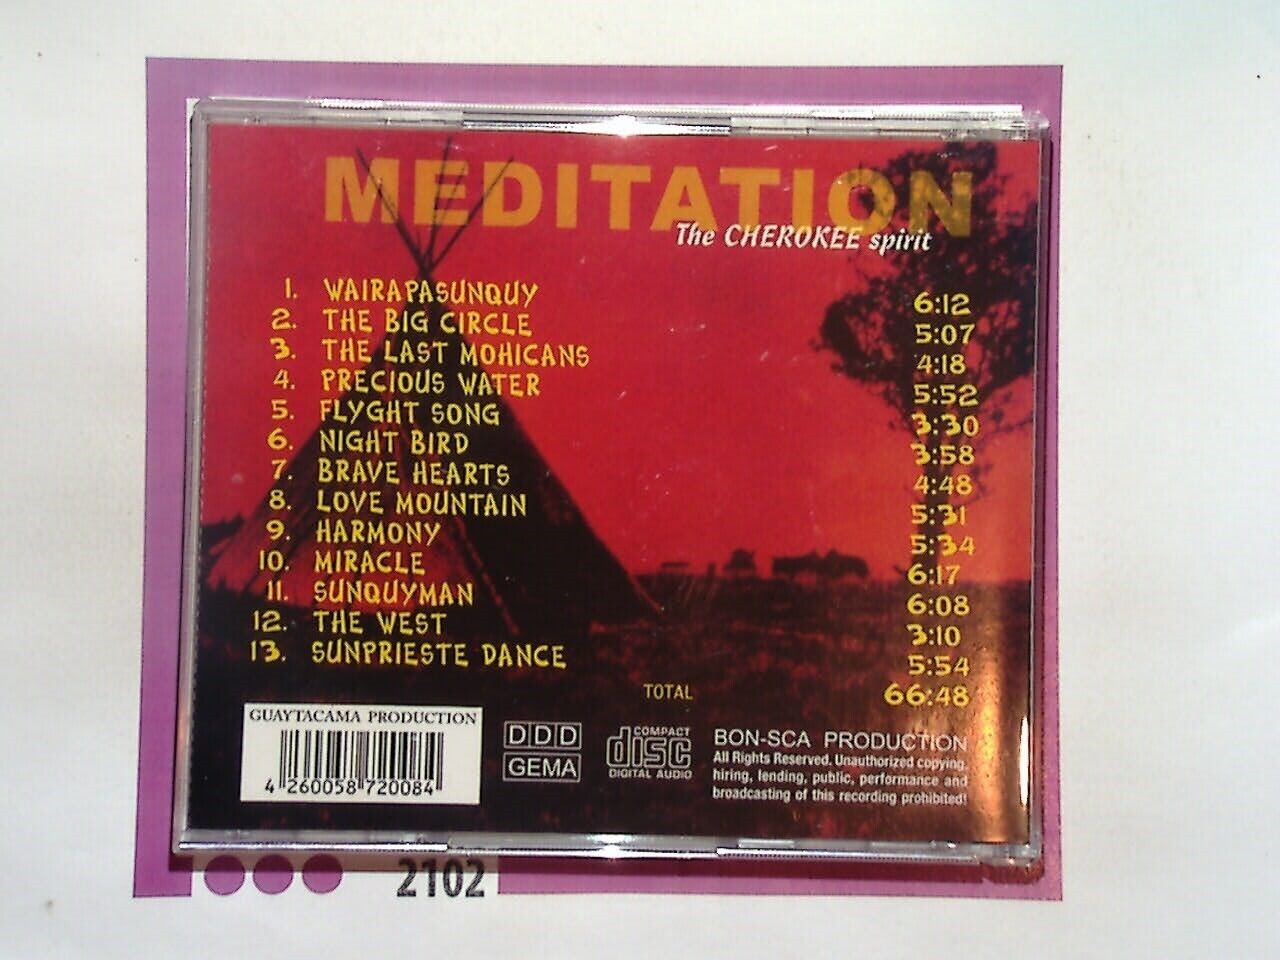 MEDITATION
The CHEROKEE spirit
1. WAIRAPASUNQUY 6:12
2. THE BIG CIRCLE 5:07
3. THE LAST MOHICANS 4:18
4. PRECIOUS WATER 5:52
5. FLYGHT SONG 3:30
6. NIGHT BIRD 3:58
7. BRAVE HEARTS 4:48
8. LOVE MOUNTAIN 5:31
9. HARMONY 5:34
10. MIRACLE 6:17
11. SUNQUYMAN 6:08
12. THE WEST 3:10
13. SUNPRIESTE DANCE 5:54
TOTAL 66:48
GUAYTACAMA PRODUCTION
4 260058 720084
DDD
GEMA
COMPACT
disc
DIGITAL AUDIO
BON-SCA PRODUCTION
All Rights Reserved. Unauthorized copying,
hiring, lending, public, performance and
broadcasting of this recording prohibited!
2102